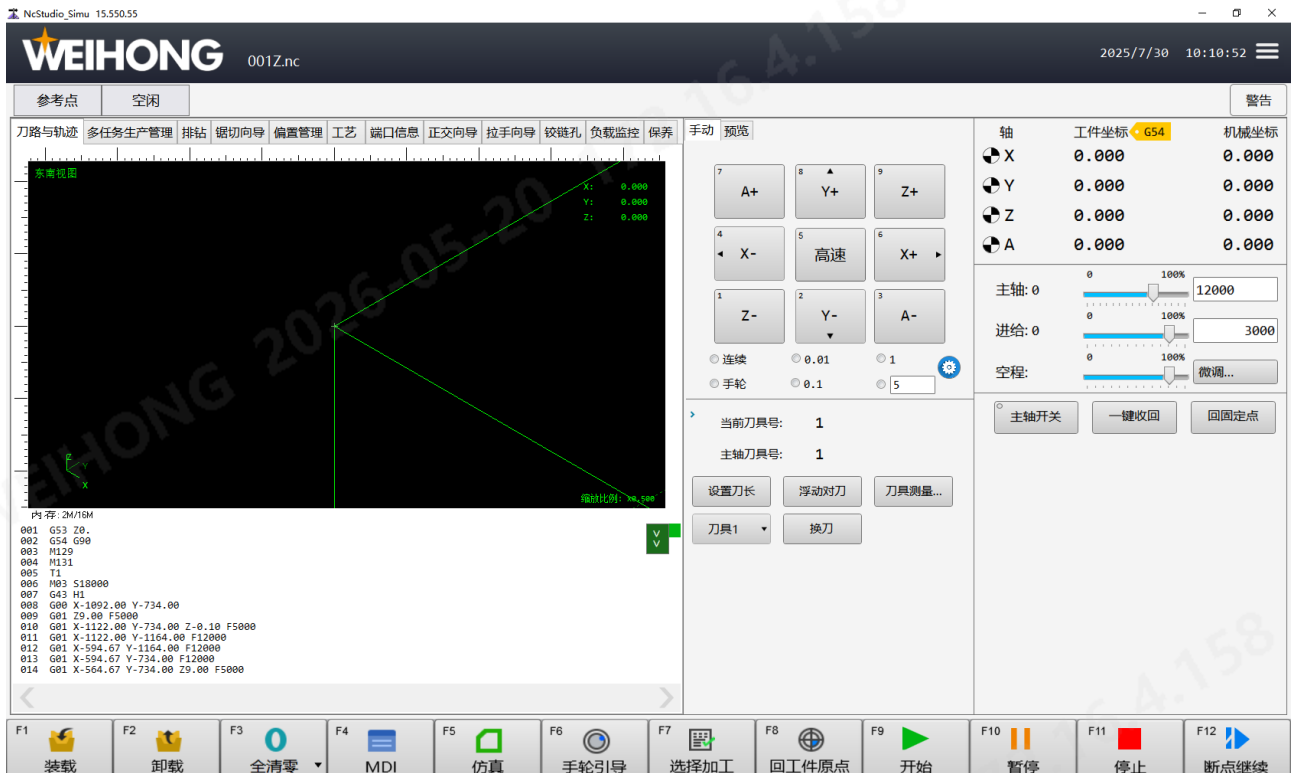 NcStudio_Simu 15.550.55
WEIHONG 001Z.nc 2025/7/30 10:10:52
参考点 空闲 警告
刀路与轨迹 多任务生产管理 排钻 锯切向导 偏置管理 工艺 端口信息 正交向导 拉手向导 铰链孔 负载监控 保养
东南视图
X: 0.000
Y: 0.000
Z: 0.000
Z
Y
X
缩放比例: x0.500
内存: 2M/16M
001 G53 Z0.
002 G54 G90
003 M129
004 M131
005 T1
006 M03 S18000
007 G43 H1
008 G00 X-1092.00 Y-734.00
009 G01 Z9.00 F5000
010 G01 X-1122.00 Y-734.00 Z-0.10 F5000
011 G01 X-1122.00 Y-1164.00 F12000
012 G01 X-594.67 Y-1164.00 F12000
013 G01 X-594.67 Y-734.00 F12000
014 G01 X-564.67 Y-734.00 Z9.00 F5000
手动 预览
7 A+ 8 Y+ 9 Z+
4 X- 5 高速 6 X+
1 Z- 2 Y- 3 A-
连续 0.01 1
手轮 0.1 5
当前刀具号: 1
主轴刀具号: 1
设置刀长 浮动对刀 刀具测量...
刀具1 换刀
轴 工件坐标 G54 机械坐标
X 0.000 0.000
Y 0.000 0.000
Z 0.000 0.000
A 0.000 0.000
0 100%
主轴: 0 12000
0 100%
进给: 0 3000
0 100%
空程: 微调...
主轴开关 一键收回 回固定点
F1 装载
F2 卸载
F3 全清零
F4 MDI
F5 仿真
F6 手轮引导
F7 选择加工
F8 回工件原点
F9 开始
F10 暂停
F11 停止
F12 断点继续
WEIHONG 2026-05-20 172.16.4.158
16.4.158